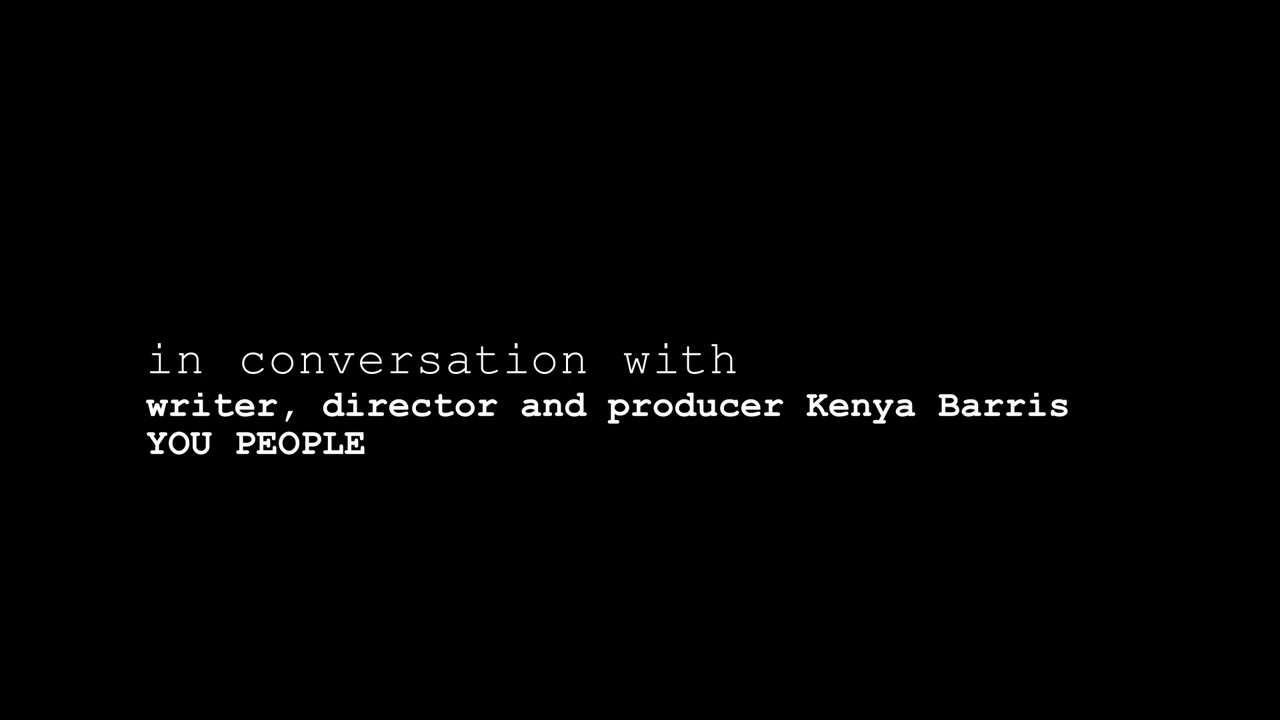 in conversation with
writer, director and producer Kenya Barris
YOU PEOPLE